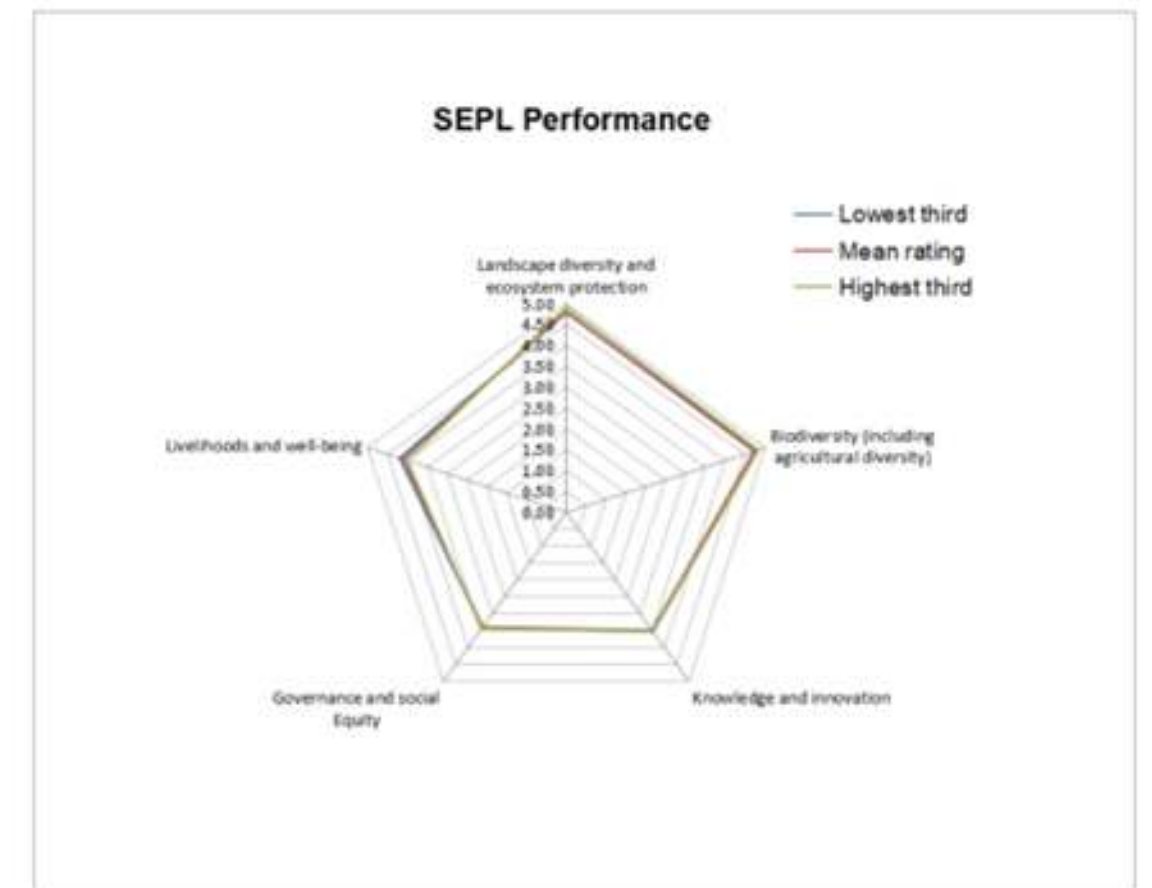 SEPL Performance
Lowest third
Mean rating
Highest third
Landscape diversity and
ecosystem protection
5.00
4.50
4.00
3.50
3.00
2.50
2.00
1.50
1.00
0.50
0.00
Biodiversity (including
agricultural diversity)
Livelihoods and well-being
Governance and social
Equity
Knowledge and innovation